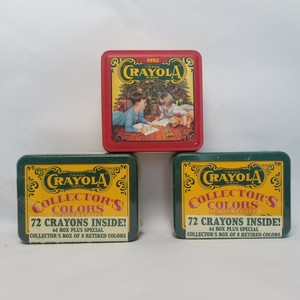 1992
CRAYOLA
CRAYOLA
COLLECTOR'S
COLORS
72 CRAYONS INSIDE!
64 BOX PLUS SPECIAL
COLLECTOR'S BOX OF 8 RETIRED COLORS
CRAYOLA
COLLECTOR'S
COLORS
72 CRAYONS INSIDE!
64 BOX PLUS SPECIAL
COLLECTOR'S BOX OF 8 RETIRED COLORS